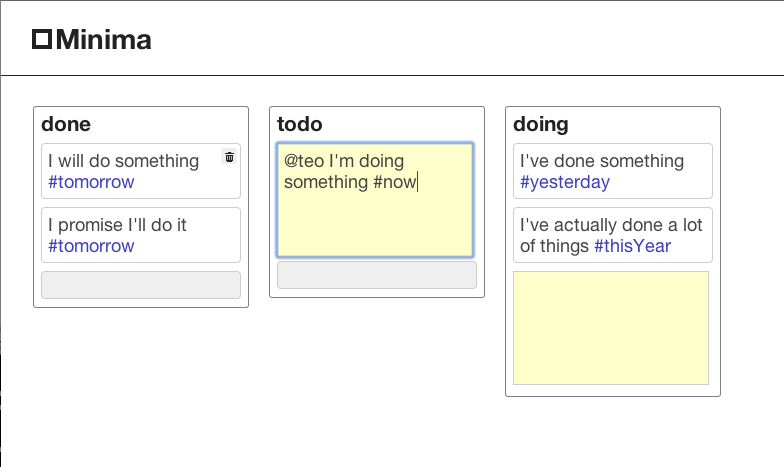 Minima
done
I will do something
#tomorrow
I promise I'll do it
#tomorrow
todo
@teo I'm doing
something #now
doing
I've done something
#yesterday
I've actually done a lot
of things #thisYear